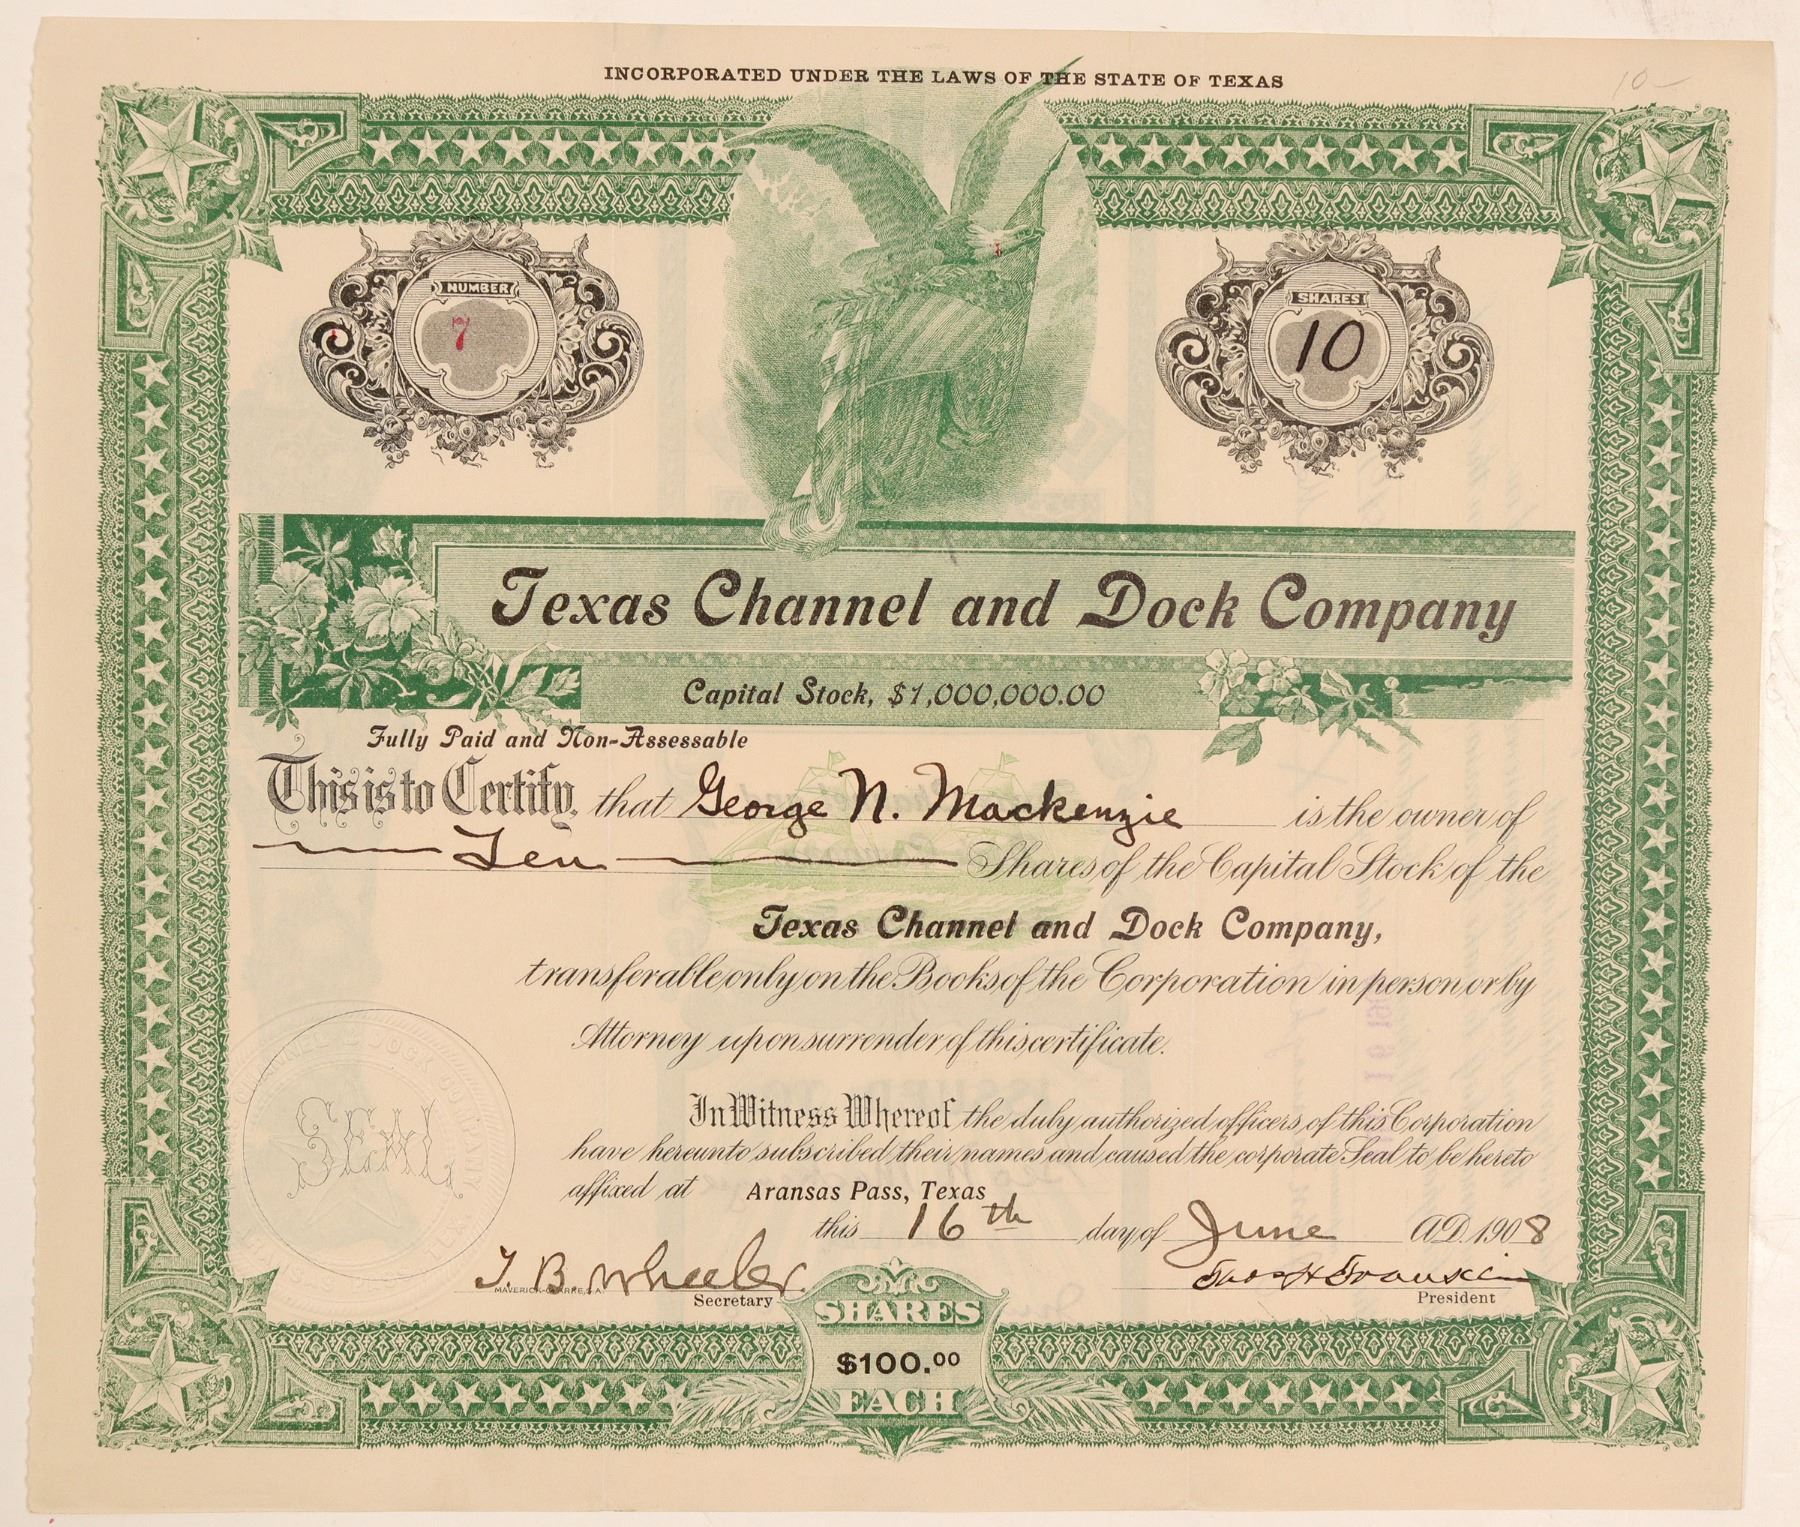 10-
INCORPORATED UNDER THE LAWS OF THE STATE OF TEXAS
NUMBER
7
SHARES
10
Texas Channel and Dock Company
Capital Stock, $1,000,000.00
Fully Paid and Non-Assessable
This is to Certify, that George N. Mackenzie is the owner of
Ten Shares of the Capital Stock of the
Texas Channel and Dock Company,
transferable only on the Books of the Corporation in person or by
Attorney upon surrender of this certificate.
In Witness Whereof the duly authorized officers of this Corporation
have hereunto subscribed their names and caused the corporate Seal to be hereto
affixed at Aransas Pass, Texas
this 16th day of June A.D. 1908
SEAL
T. B. Wheeler
MAVERICK-CLARKE, S.A.
Secretary
President
SHARES
$100.00
EACH